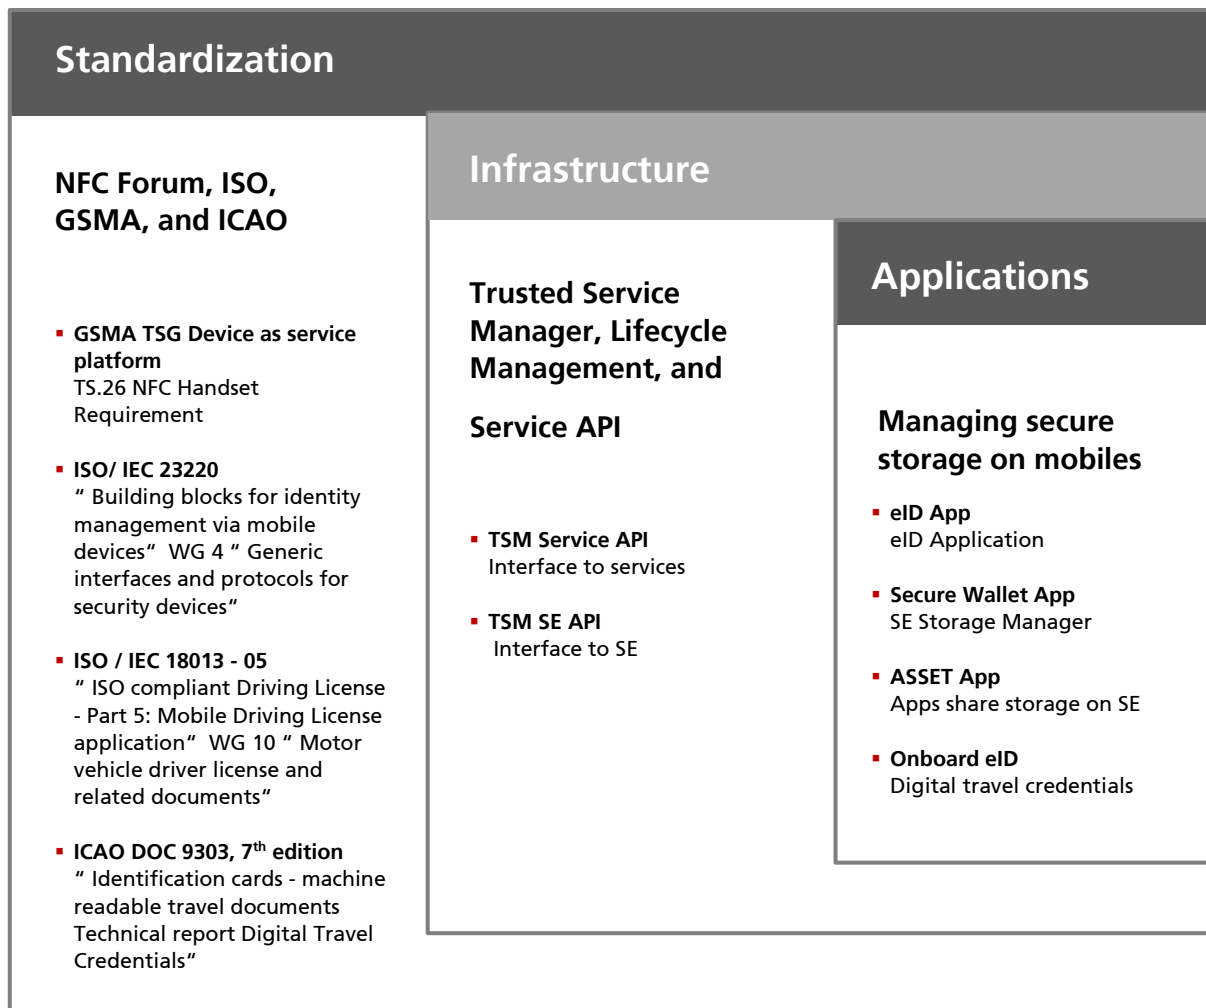 Standardization
NFC Forum, ISO,
GSMA, and ICAO
▪ GSMA TSG Device as service
platform
TS.26 NFC Handset
Requirement
▪ ISO/ IEC 23220
“ Building blocks for identity
management via mobile
devices“ WG 4 “ Generic
interfaces and protocols for
security devices“
▪ ISO / IEC 18013 - 05
“ ISO compliant Driving License
- Part 5: Mobile Driving License
application“ WG 10 “ Motor
vehicle driver license and
related documents“
▪ ICAO DOC 9303, 7th edition
“ Identification cards - machine
readable travel documents
Technical report Digital Travel
Credentials“
Infrastructure
Trusted Service
Manager, Lifecycle
Management, and
Service API
▪ TSM Service API
Interface to services
▪ TSM SE API
Interface to SE
Applications
Managing secure
storage on mobiles
▪ eID App
eID Application
▪ Secure Wallet App
SE Storage Manager
▪ ASSET App
Apps share storage on SE
▪ Onboard eID
Digital travel credentials